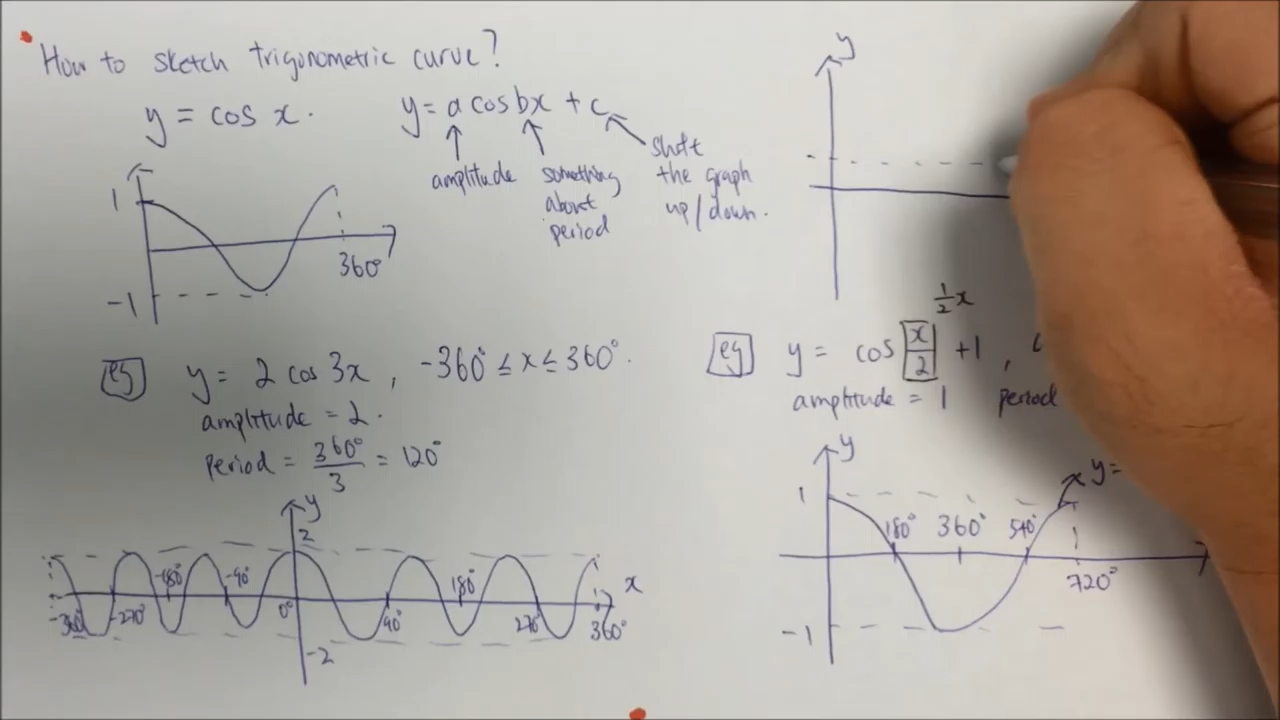 How to sketch trigonometric curve?
y = cos x.
y = a cos bx + c
amplitude
something about period
shift the graph up/down.
1
-1
360°
eg
y = 2 cos 3x , -360° ≤ x ≤ 360°.
amplitude = 2.
period = 360°/3 = 120°
y
2
-2
-360°
-270°
-180°
-90°
0°
90°
180°
270°
360°
x
y
½x
eg
y = cos x/2 +1 ,
amplitude = 1 period
y
y =
1
180° 360° 540°
720°
-1